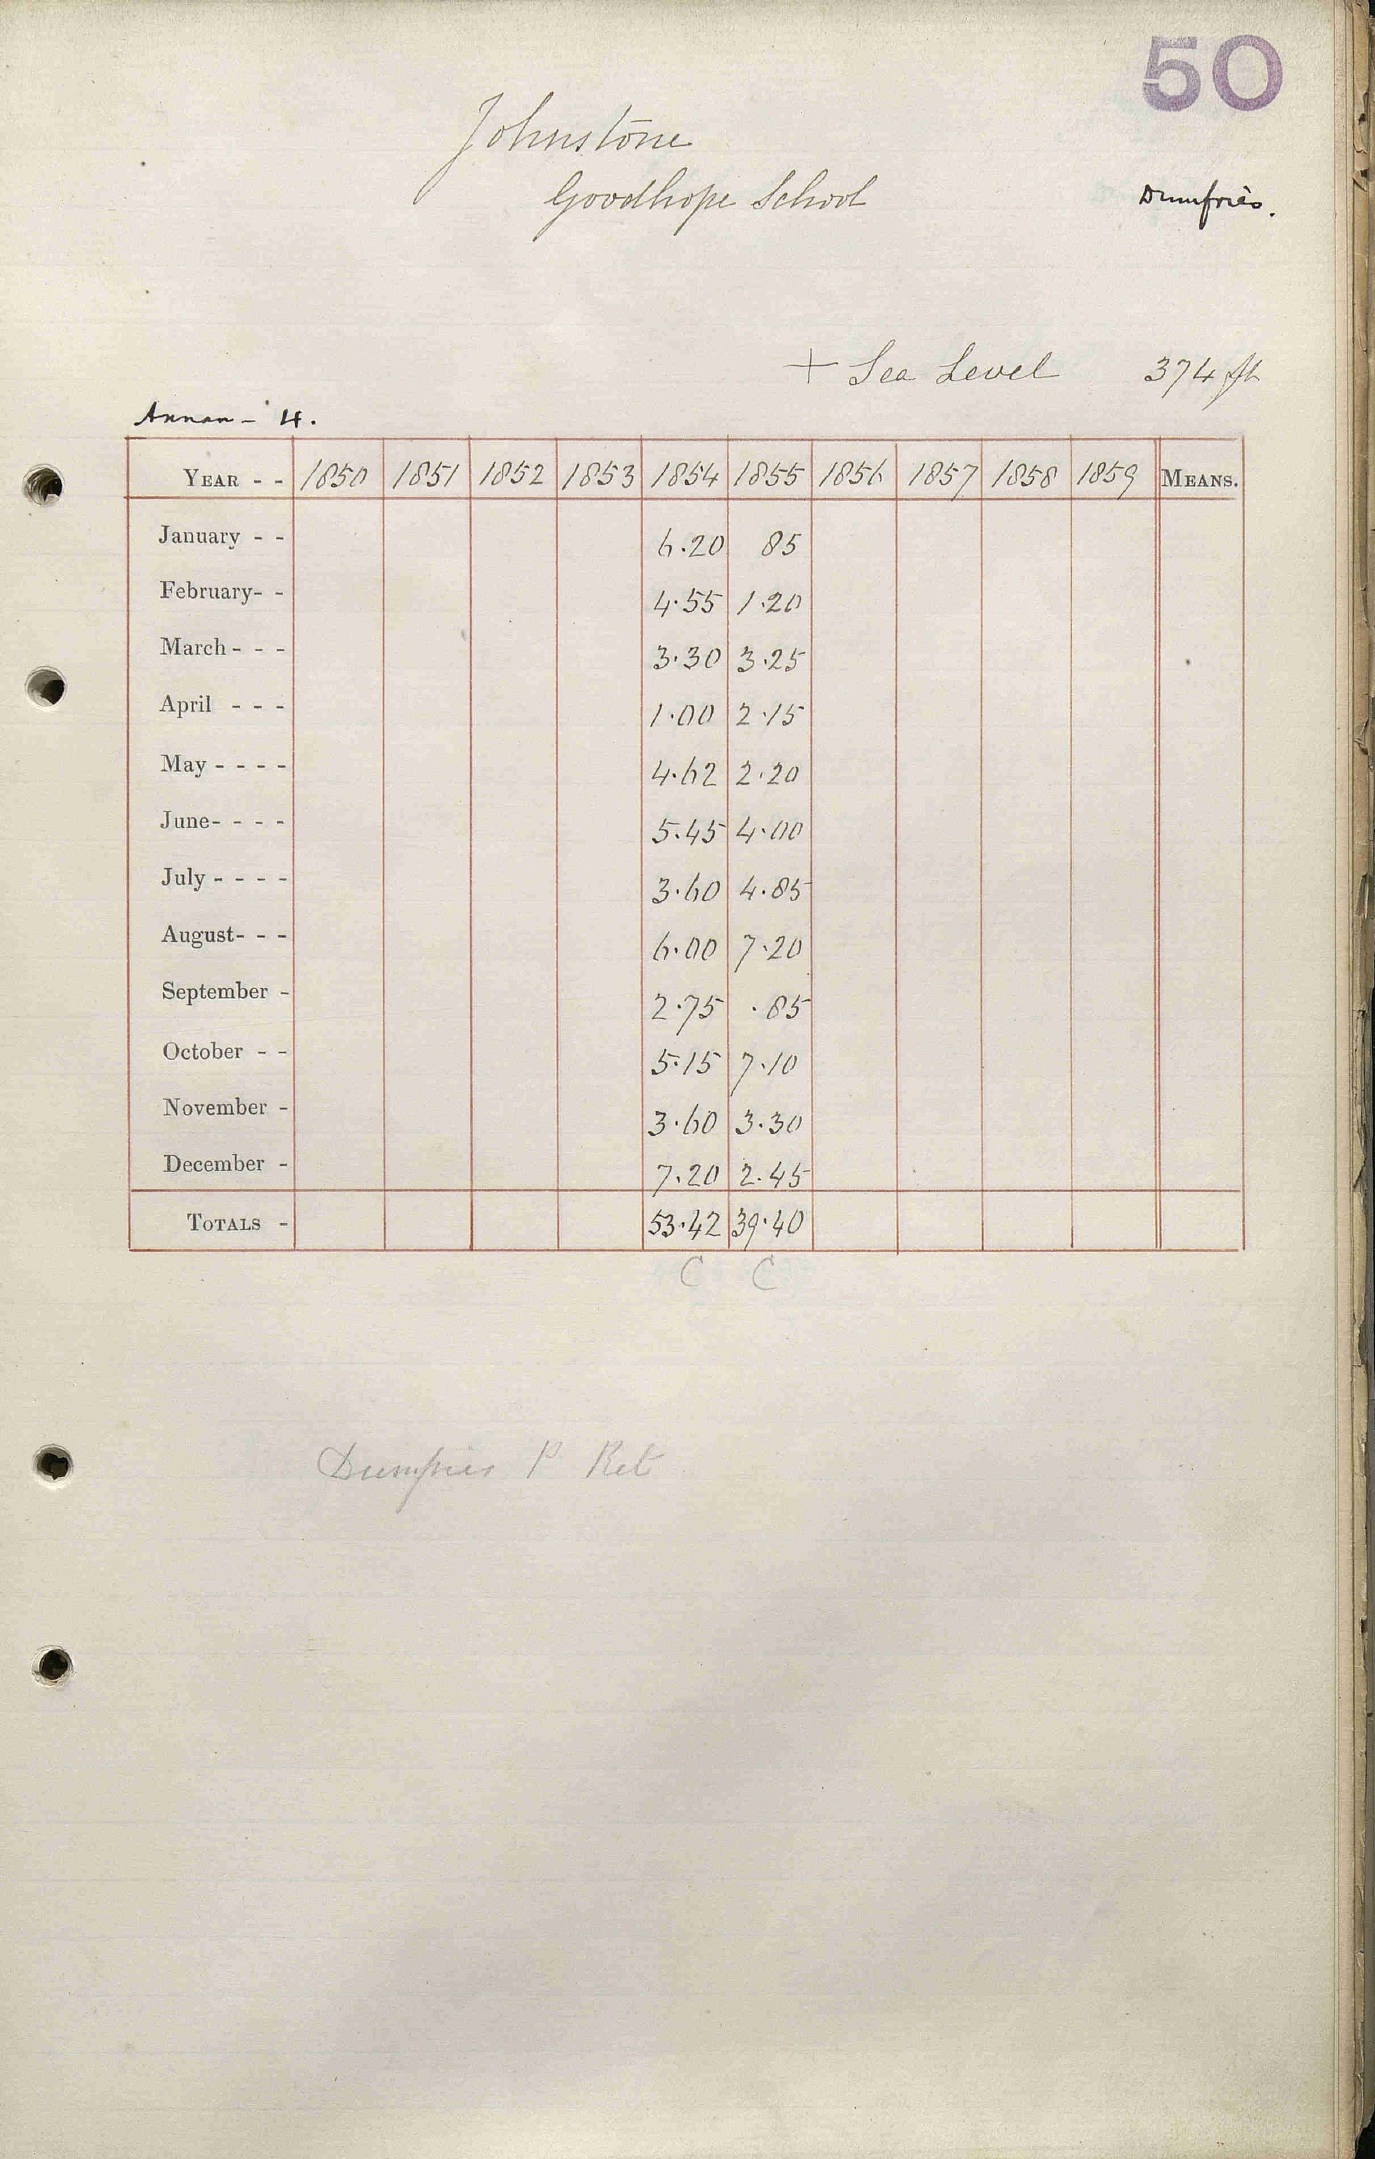 50
Johnstone
Goodhope School
Dumfries.
+ Sea Level 374 ft
Annan - 4.
YEAR - - 1850 1851 1852 1853 1854 1855 1856 1857 1858 1859 MEANS.
January - - 6.20 85
February- - 4.55 1.20
March - - - 3.30 3.25
April - - - 1.00 2.15
May - - - - 4.62 2.20
June- - - - 5.45 4.00
July - - - - 3.60 4.85
August- - - 6.00 7.20
September - 2.75 .85
October - - 5.15 7.10
November - 3.60 3.30
December - 7.20 2.45
TOTALS - 53.42 39.40
C C
Dumfries P Ret